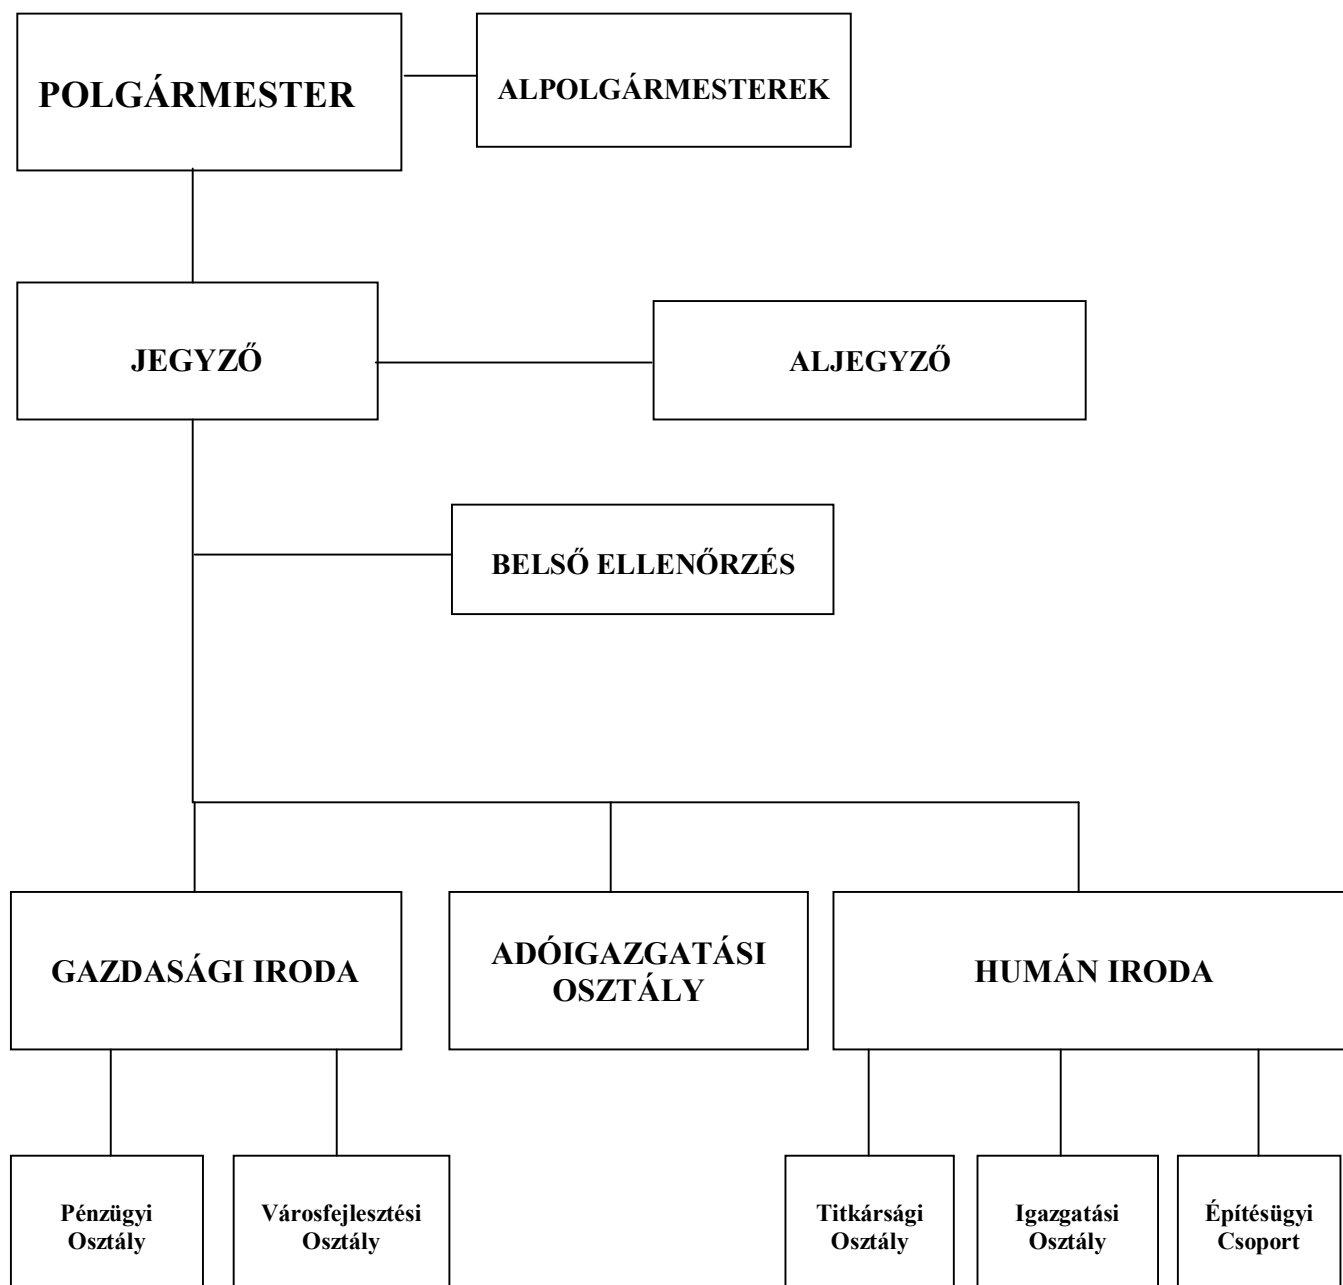 POLGÁRMESTER
ALPOLGÁRMESTEREK
JEGYZŐ
ALJEGYZŐ
BELSŐ ELLENŐRZÉS
GAZDASÁGI IRODA
ADÓIGAZGATÁSI
OSZTÁLY
HUMÁN IRODA
Pénzügyi
Osztály
Városfejlesztési
Osztály
Titkársági
Osztály
Igazgatási
Osztály
Építésügyi
Csoport